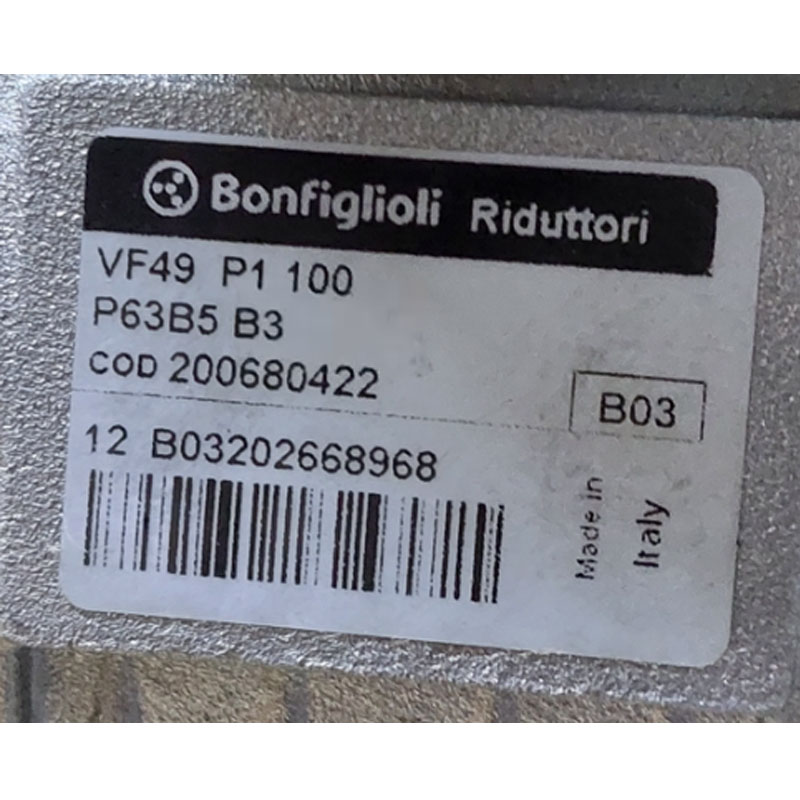 Bonfiglioli Riduttori
VF49 P1 100
P63B5 B3
COD 200680422
B03
12 B03202668968
Made in
Italy